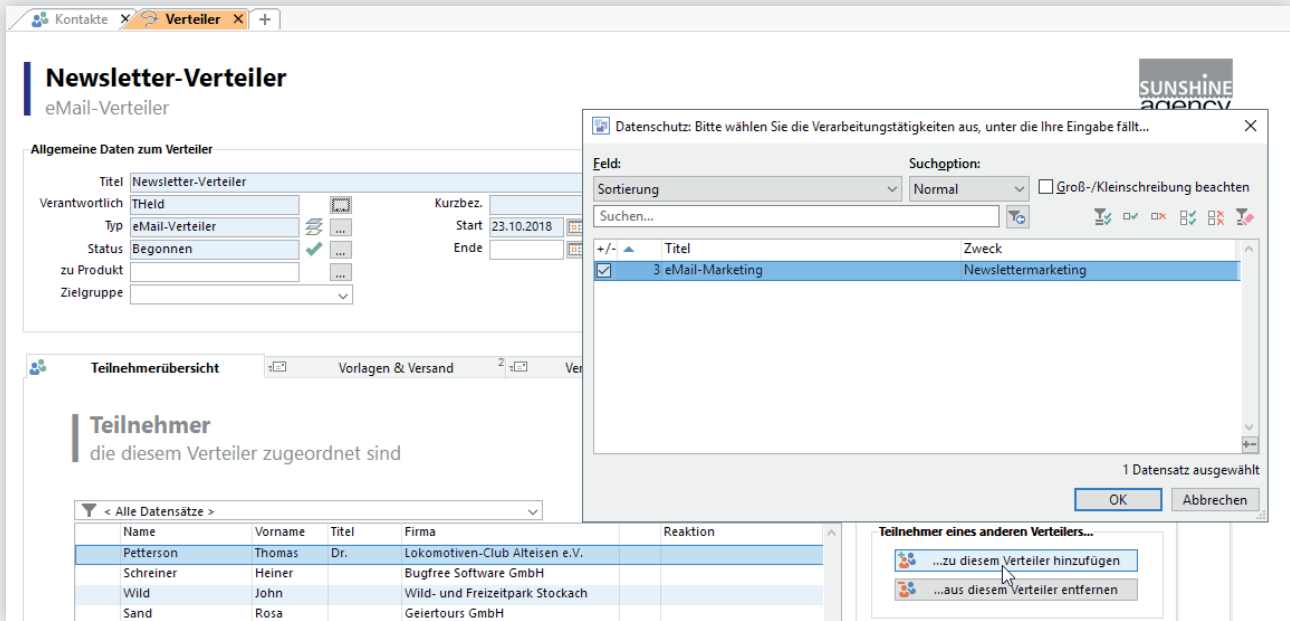 Kontakte
Verteiler
Newsletter-Verteiler
eMail-Verteiler
SUNSHINE
agency
Allgemeine Daten zum Verteiler
Titel Newsletter-Verteiler
Verantwortlich THeld ... Kurzbez.
Typ eMail-Verteiler ... Start 23.10.2018
Status Begonnen ... Ende
zu Produkt ...
Zielgruppe
Datenschutz: Bitte wählen Sie die Verarbeitungstätigkeiten aus, unter die Ihre Eingabe fällt...
Feld: Suchoption:
Sortierung Normal Groß-/Kleinschreibung beachten
Suchen...
+/- Titel Zweck
3 eMail-Marketing Newslettermarketing
1 Datensatz ausgewählt
OK Abbrechen
Teilnehmerübersicht Vorlagen & Versand 2 Ver
Teilnehmer
die diesem Verteiler zugeordnet sind
< Alle Datensätze >
Name Vorname Titel Firma Reaktion
Petterson Thomas Dr. Lokomotiven-Club Alteisen e.V.
Schreiner Heiner Bugfree Software GmbH
Wild John Wild- und Freizeitpark Stockach
Sand Rosa Geiertours GmbH
Teilnehmer eines anderen Verteilers...
...zu diesem Verteiler hinzufügen
...aus diesem Verteiler entfernen